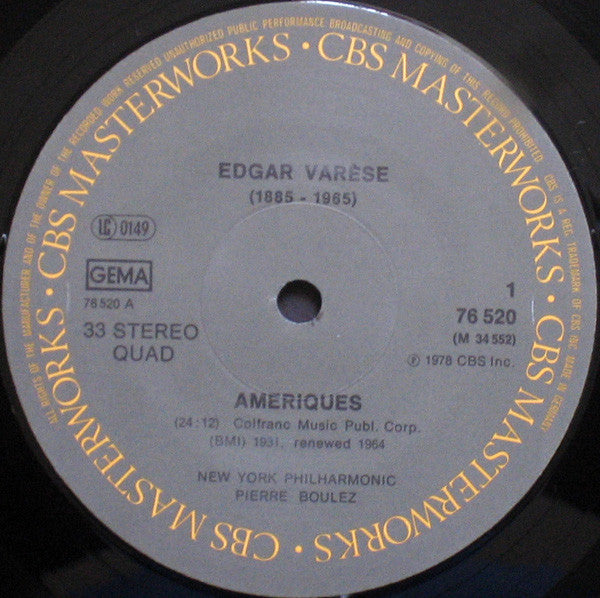 ALL RIGHTS OF THE MANUFACTURER AND OF THE OWNER OF THE RECORDED WORK RESERVED UNAUTHORIZED PUBLIC PERFORMANCE BROADCASTING AND COPYING OF THIS RECORD PROHIBITED. CBS IS A REG. TRADEMARK OF CBS INC. MADE IN GERMANY
CBS MASTERWORKS • CBS MASTERWORKS • CBS MASTERWORKS • CBS MASTERWORKS •
EDGAR VARÈSE
(1885 - 1965)
LC 0149
GEMA
76 520 A
33 STEREO
QUAD
1
76 520
(M 34 552)
℗ 1978 CBS Inc.
AMERIQUES
(24:12) Colfranc Music Publ. Corp.
(BMI) 1931, renewed 1964
NEW YORK PHILHARMONIC
PIERRE BOULEZ